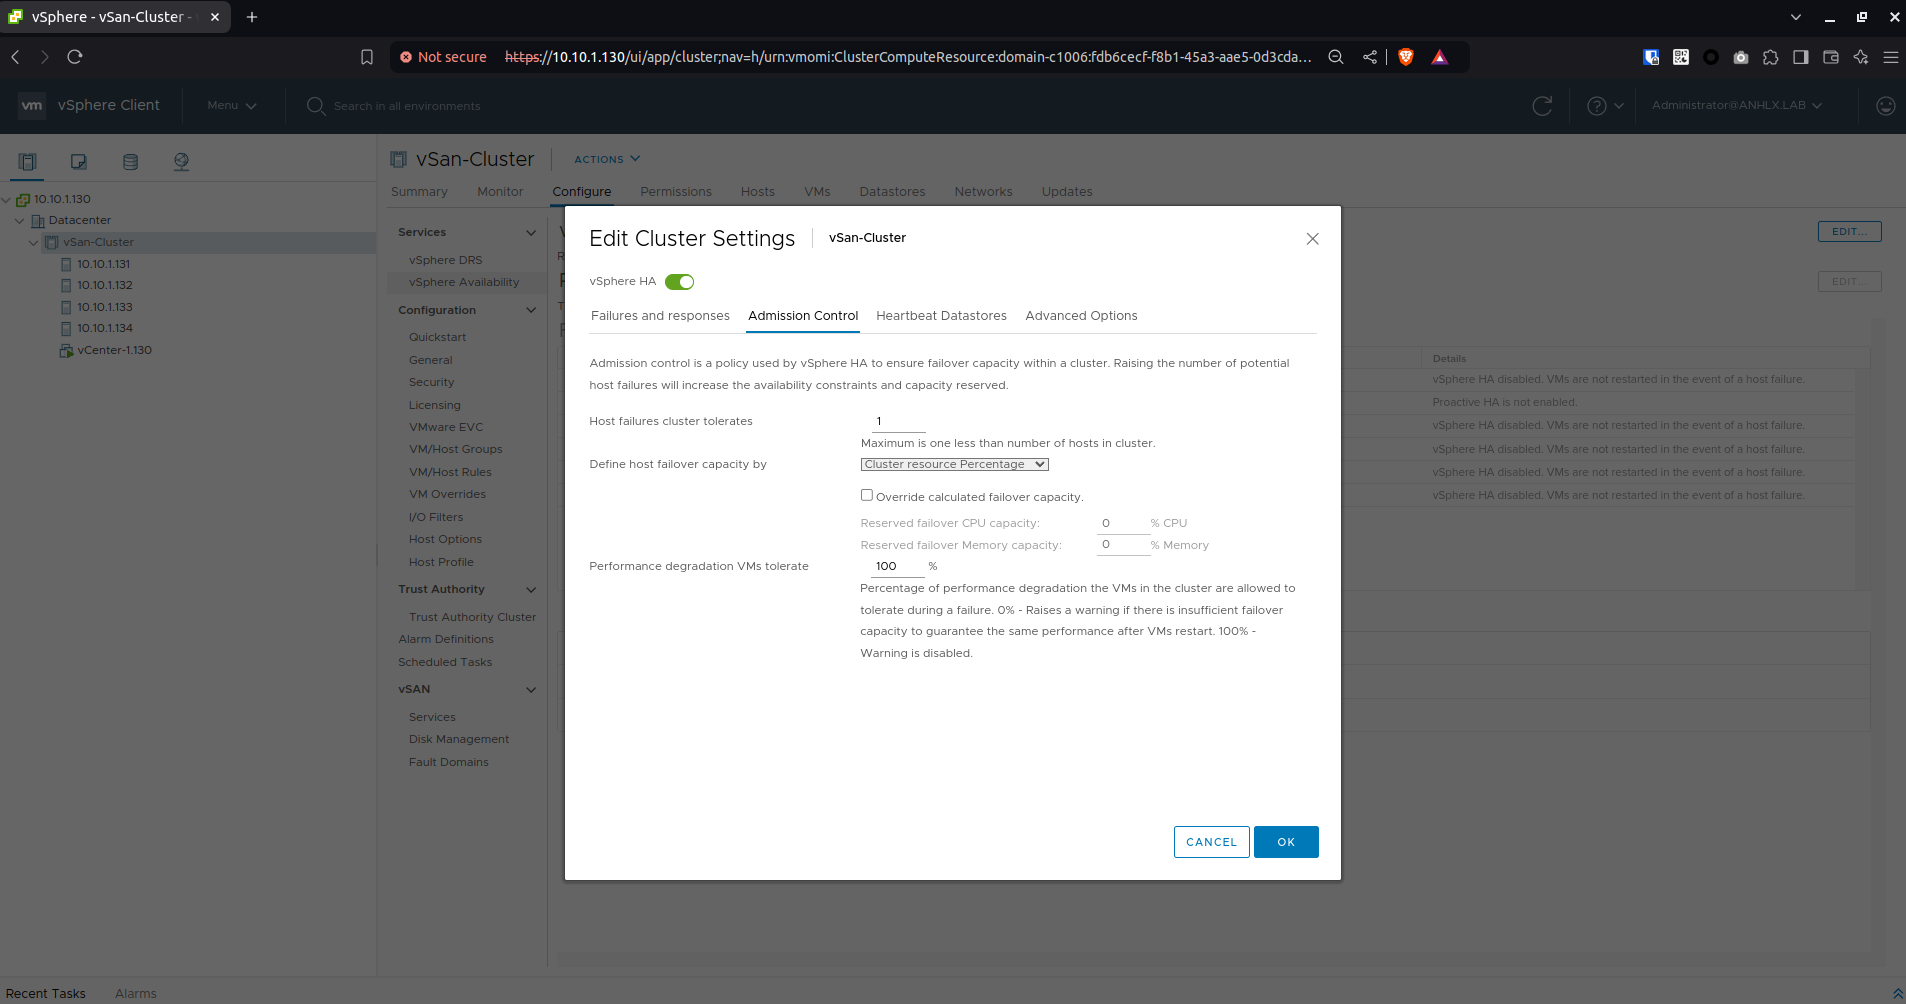 vSphere - vSan-Cluster -
Not secure
https://10.10.1.130/ui/app/cluster;nav=h/urn:vmomi:ClusterComputeResource:domain-c1006:fdb6cecf-f8b1-45a3-aae5-0d3cda...
vm vSphere Client
Menu
Search in all environments
Administrator@ANHLX.LAB
10.10.1.130
Datacenter
vSan-Cluster
10.10.1.131
10.10.1.132
10.10.1.133
10.10.1.134
vCenter-1.130
vSan-Cluster
ACTIONS
Summary
Monitor
Configure
Permissions
Hosts
VMs
Datastores
Networks
Updates
Services
vSphere DRS
vSphere Availability
Configuration
Quickstart
General
Security
Licensing
VMware EVC
VM/Host Groups
VM/Host Rules
VM Overrides
I/O Filters
Host Options
Host Profile
Trust Authority
Trust Authority Cluster
Alarm Definitions
Scheduled Tasks
vSAN
Services
Disk Management
Fault Domains
EDIT...
EDIT...
Details
vSphere HA disabled. VMs are not restarted in the event of a host failure.
Proactive HA is not enabled.
vSphere HA disabled. VMs are not restarted in the event of a host failure.
vSphere HA disabled. VMs are not restarted in the event of a host failure.
vSphere HA disabled. VMs are not restarted in the event of a host failure.
vSphere HA disabled. VMs are not restarted in the event of a host failure.
Edit Cluster Settings
vSan-Cluster
vSphere HA
Failures and responses
Admission Control
Heartbeat Datastores
Advanced Options
Admission control is a policy used by vSphere HA to ensure failover capacity within a cluster. Raising the number of potential
host failures will increase the availability constraints and capacity reserved.
Host failures cluster tolerates
1
Maximum is one less than number of hosts in cluster.
Define host failover capacity by
Cluster resource Percentage
Override calculated failover capacity.
Reserved failover CPU capacity:
0
% CPU
Reserved failover Memory capacity:
0
% Memory
Performance degradation VMs tolerate
100
%
Percentage of performance degradation the VMs in the cluster are allowed to
tolerate during a failure. 0% - Raises a warning if there is insufficient failover
capacity to guarantee the same performance after VMs restart. 100% -
Warning is disabled.
CANCEL
OK
Recent Tasks
Alarms